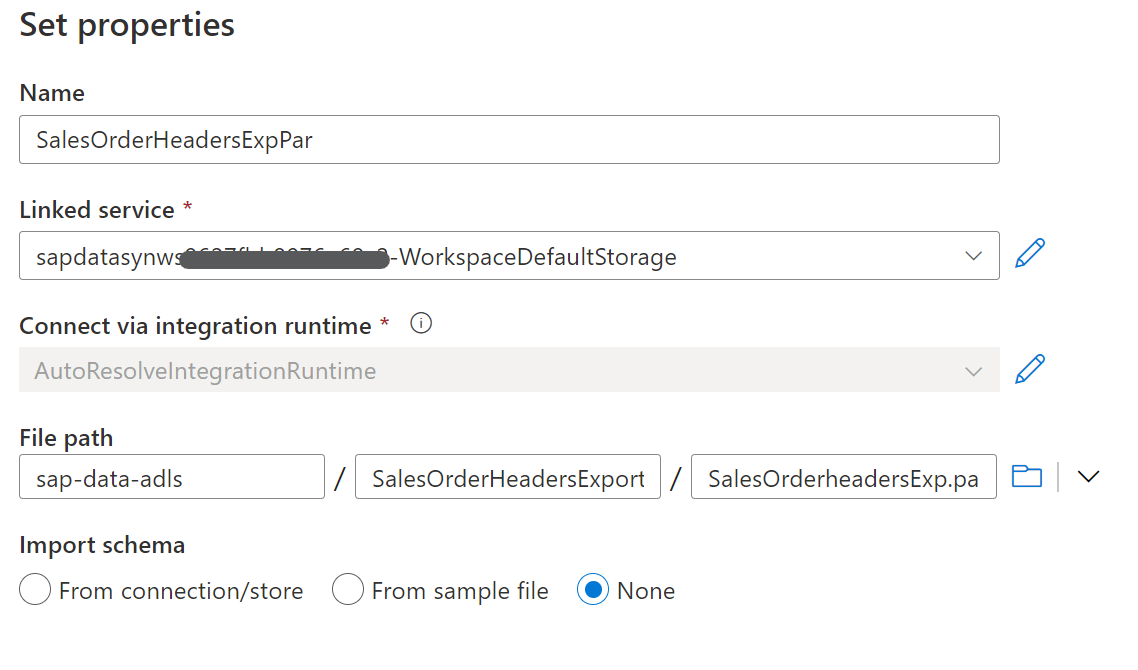 Set properties
Name
SalesOrderHeadersExpPar
Linked service *
sapdatasynws -WorkspaceDefaultStorage
Connect via integration runtime *
AutoResolveIntegrationRuntime
File path
sap-data-adls / SalesOrderHeadersExport / SalesOrderheadersExp.pa
Import schema
From connection/store From sample file None